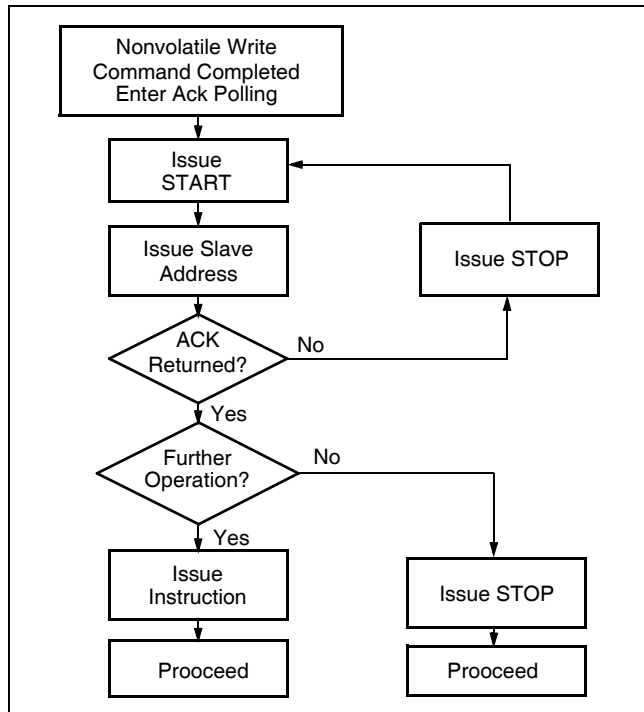 Nonvolatile Write
Command Completed
Enter Ack Polling
Issue
START
Issue Slave
Address
Issue STOP
ACK
Returned?
No
Yes
Further
Operation?
No
Yes
Issue
Instruction
Issue STOP
Prooceed
Prooceed